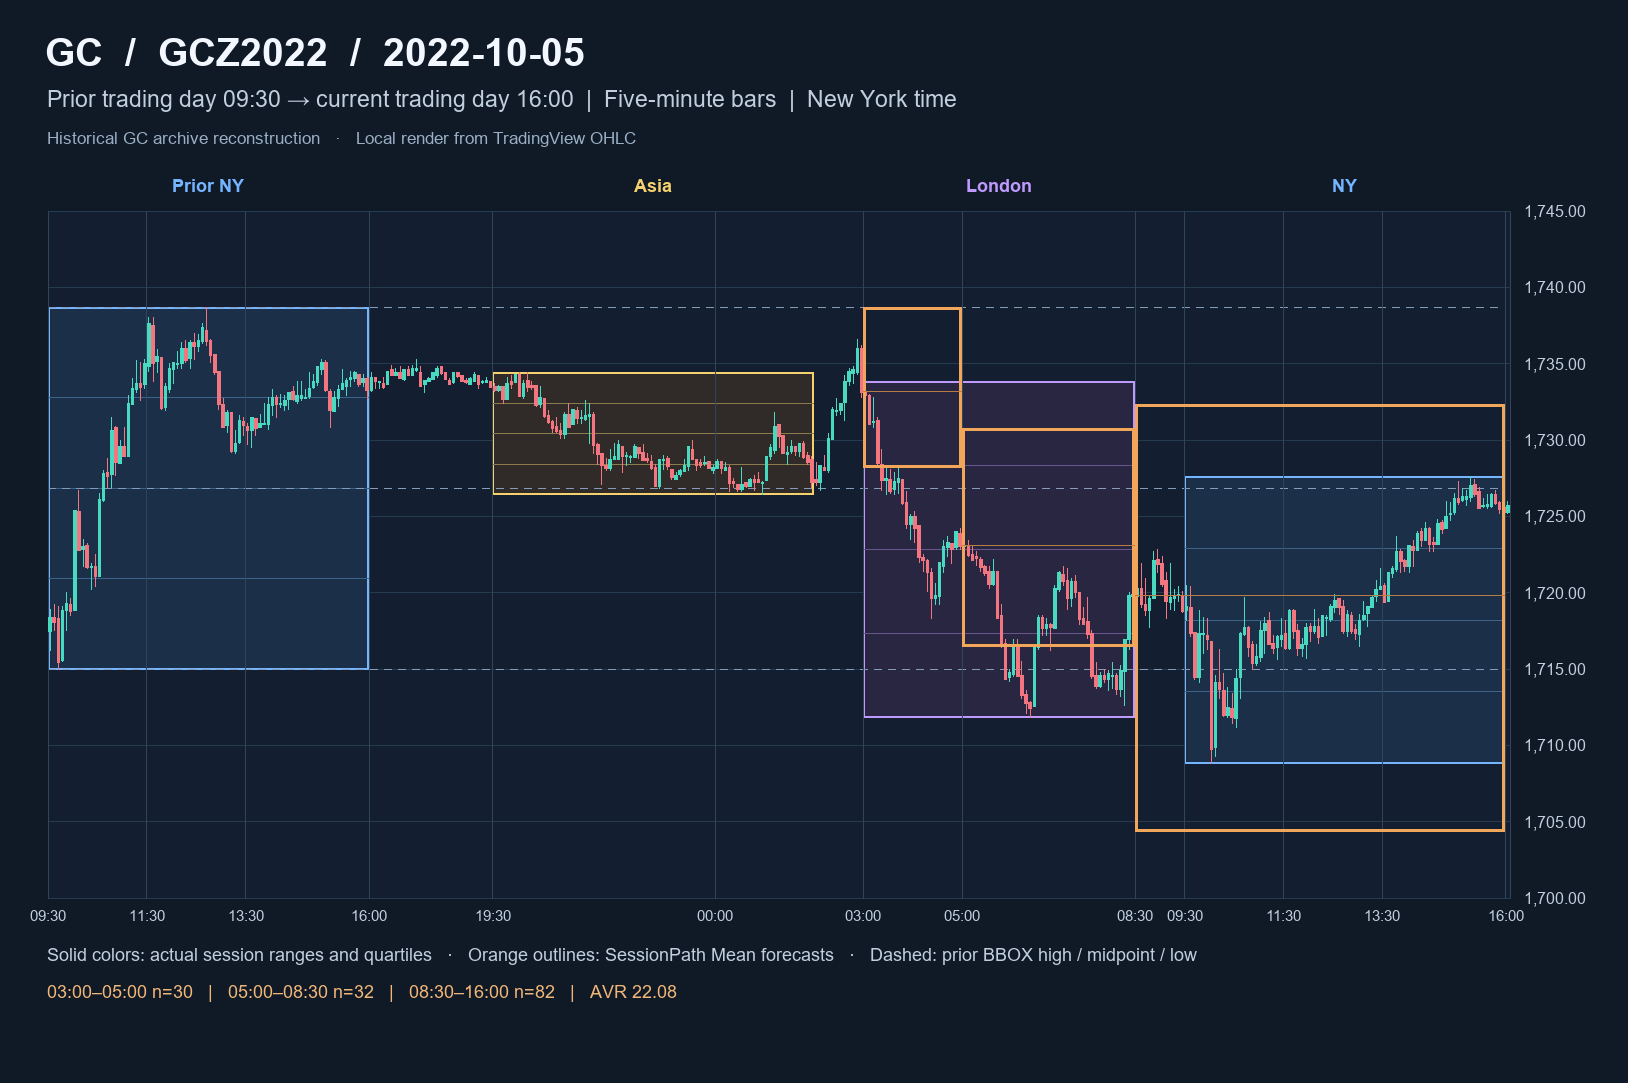 GC / GCZ2022 / 2022-10-05
Prior trading day 09:30 → current trading day 16:00 | Five-minute bars | New York time
Historical GC archive reconstruction · Local render from TradingView OHLC
Prior NY Asia London NY
1,745.00
1,740.00
1,735.00
1,730.00
1,725.00
1,720.00
1,715.00
1,710.00
1,705.00
1,700.00
09:30 11:30 13:30 16:00 19:30 00:00 03:00 05:00 08:30 09:30 11:30 13:30 16:00
Solid colors: actual session ranges and quartiles · Orange outlines: SessionPath Mean forecasts · Dashed: prior BBOX high / midpoint / low
03:00–05:00 n=30 | 05:00–08:30 n=32 | 08:30–16:00 n=82 | AVR 22.08